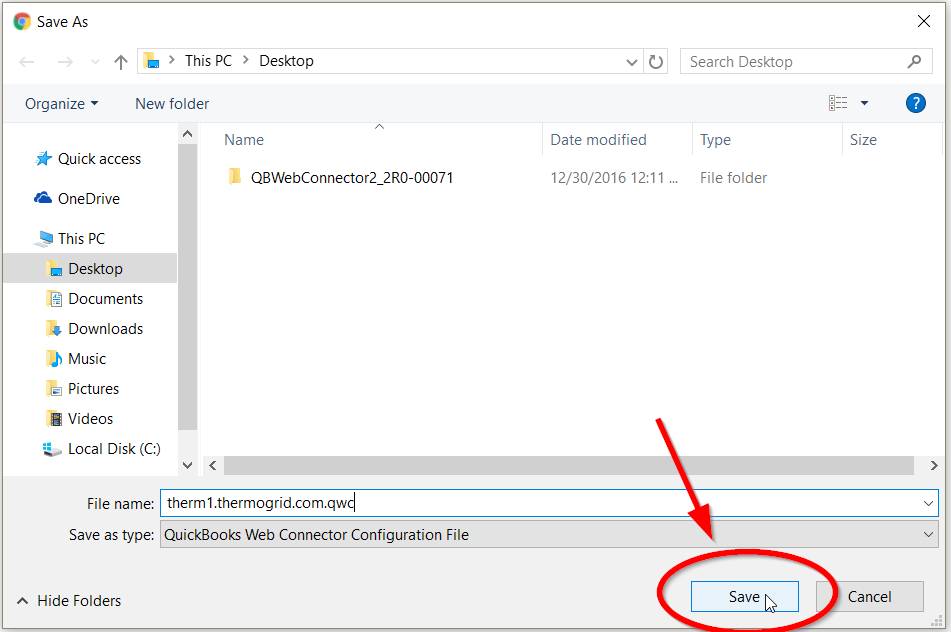 Save As
This PC > Desktop
Search Desktop
Organize
New folder
?
Name
Date modified
Type
Size
Quick access
QBWebConnector2_2R0-00071
12/30/2016 12:11 ...
File folder
OneDrive
This PC
Desktop
Documents
Downloads
Music
Pictures
Videos
Local Disk (C:)
File name: therm1.thermogrid.com.qwc
Save as type: QuickBooks Web Connector Configuration File
Hide Folders
Save
Cancel